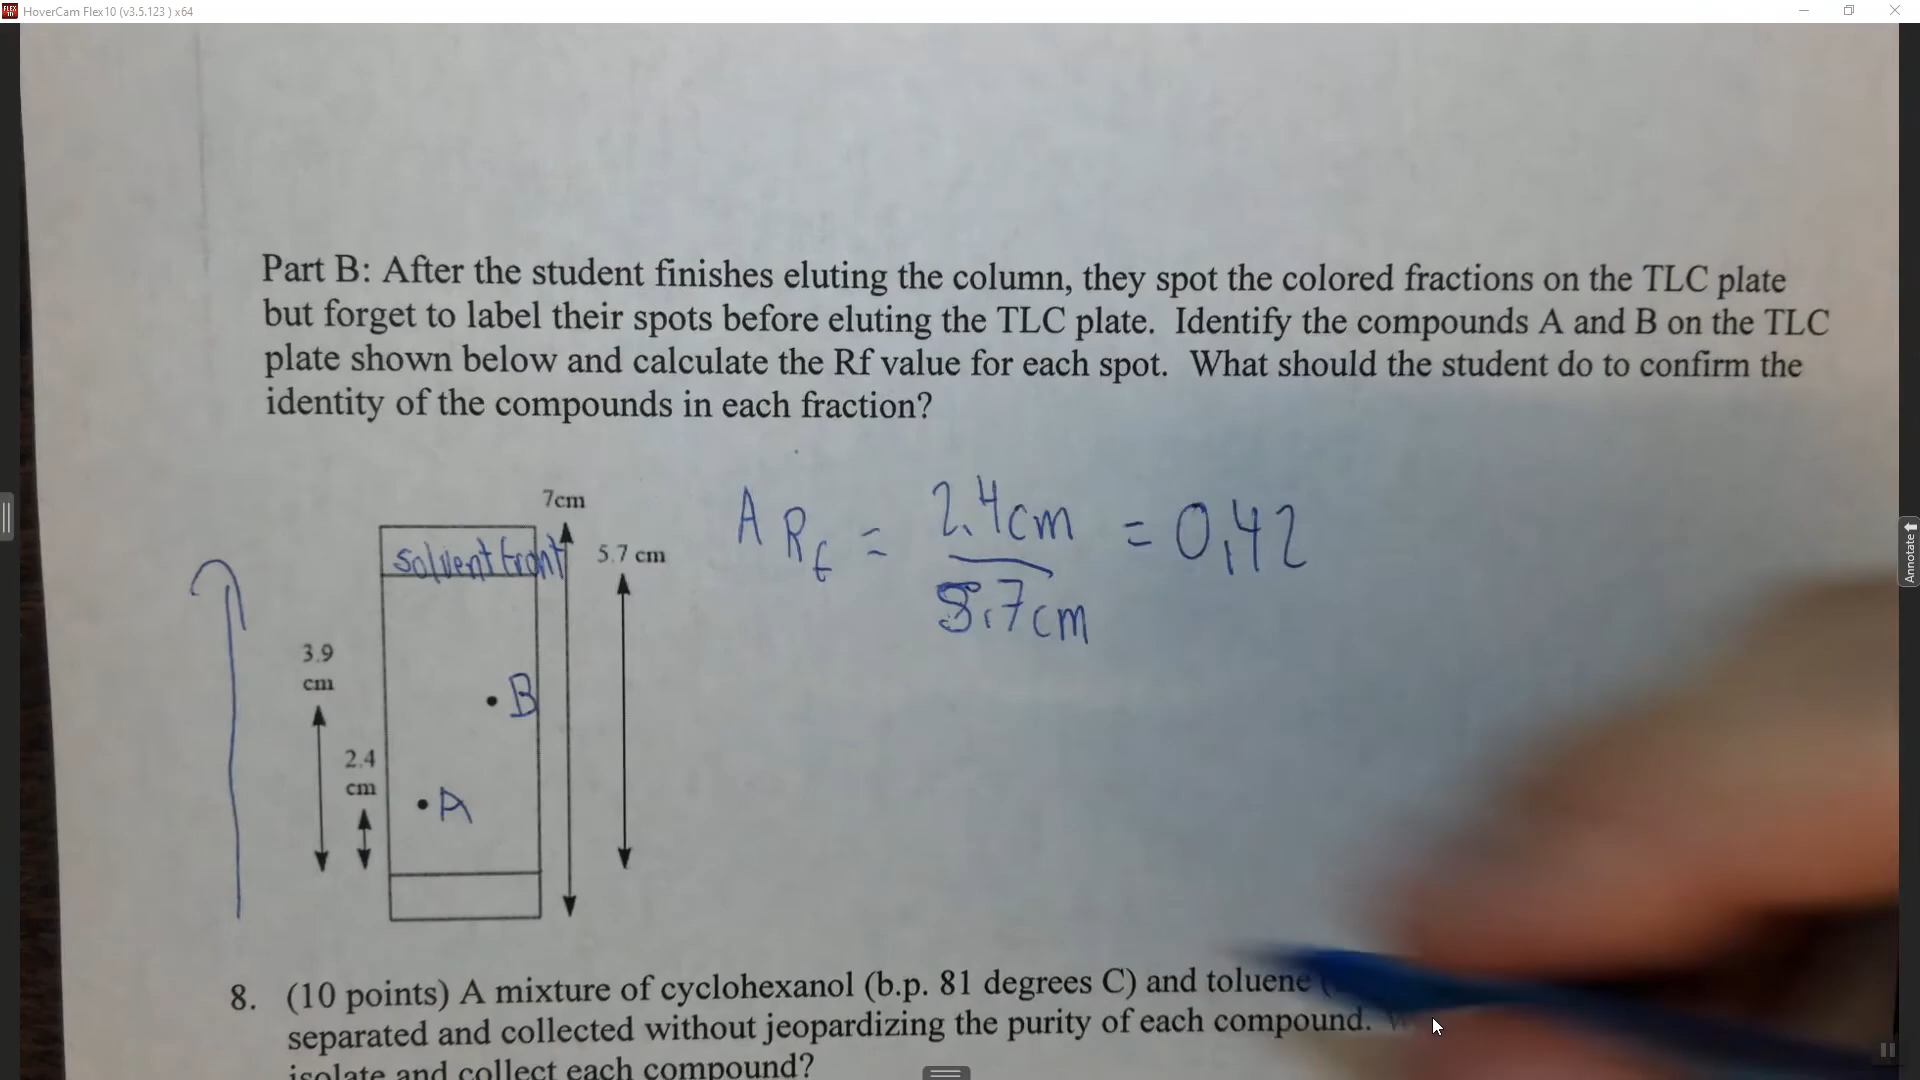 HoverCam Flex10 (v3.5.123 ) x64
Part B: After the student finishes eluting the column, they spot the colored fractions on the TLC plate
but forget to label their spots before eluting the TLC plate. Identify the compounds A and B on the TLC
plate shown below and calculate the Rf value for each spot. What should the student do to confirm the
identity of the compounds in each fraction?
7cm
solvent front
5.7 cm
A Rf = 2.4cm = 0.42
5.7cm
3.9
cm
B
2.4
cm
A
8. (10 points) A mixture of cyclohexanol (b.p. 81 degrees C) and toluene (
separated and collected without jeopardizing the purity of each compound.
isolate and collect each compound?
Annotate